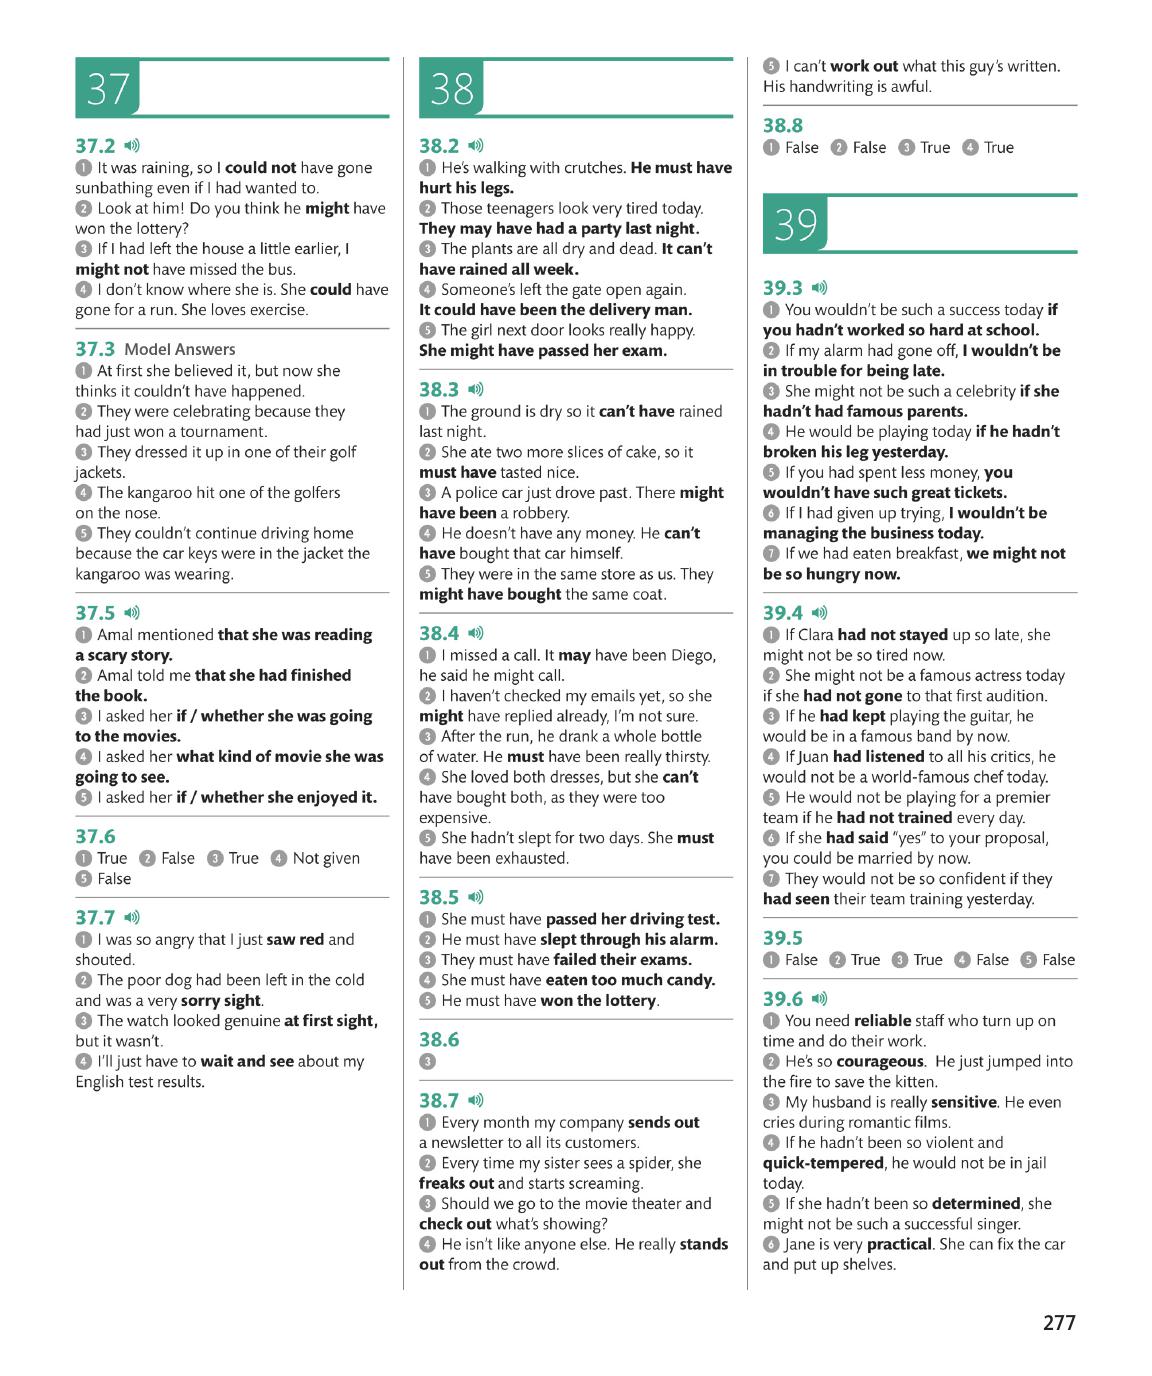 37
37.2
1 It was raining, so I could not have gone
sunbathing even if I had wanted to.
2 Look at him! Do you think he might have
won the lottery?
3 If I had left the house a little earlier, I
might not have missed the bus.
4 I don't know where she is. She could have
gone for a run. She loves exercise.
37.3 Model Answers
1 At first she believed it, but now she
thinks it couldn't have happened.
2 They were celebrating because they
had just won a tournament.
3 They dressed it up in one of their golf
jackets.
4 The kangaroo hit one of the golfers
on the nose.
5 They couldn't continue driving home
because the car keys were in the jacket the
kangaroo was wearing.
37.5
1 Amal mentioned that she was reading
a scary story.
2 Amal told me that she had finished
the book.
3 I asked her if / whether she was going
to the movies.
4 I asked her what kind of movie she was
going to see.
5 I asked her if / whether she enjoyed it.
37.6
1 True 2 False 3 True 4 Not given
5 False
37.7
1 I was so angry that I just saw red and
shouted.
2 The poor dog had been left in the cold
and was a very sorry sight.
3 The watch looked genuine at first sight,
but it wasn't.
4 I'll just have to wait and see about my
English test results.
38
38.2
1 He's walking with crutches. He must have
hurt his legs.
2 Those teenagers look very tired today.
They may have had a party last night.
3 The plants are all dry and dead. It can't
have rained all week.
4 Someone's left the gate open again.
It could have been the delivery man.
5 The girl next door looks really happy.
She might have passed her exam.
38.3
1 The ground is dry so it can't have rained
last night.
2 She ate two more slices of cake, so it
must have tasted nice.
3 A police car just drove past. There might
have been a robbery.
4 He doesn't have any money. He can't
have bought that car himself.
5 They were in the same store as us. They
might have bought the same coat.
38.4
1 I missed a call. It may have been Diego,
he said he might call.
2 I haven't checked my emails yet, so she
might have replied already, I'm not sure.
3 After the run, he drank a whole bottle
of water. He must have been really thirsty.
4 She loved both dresses, but she can't
have bought both, as they were too
expensive.
5 She hadn't slept for two days. She must
have been exhausted.
38.5
1 She must have passed her driving test.
2 He must have slept through his alarm.
3 They must have failed their exams.
4 She must have eaten too much candy.
5 He must have won the lottery.
38.6
3
38.7
1 Every month my company sends out
a newsletter to all its customers.
2 Every time my sister sees a spider, she
freaks out and starts screaming.
3 Should we go to the movie theater and
check out what's showing?
4 He isn't like anyone else. He really stands
out from the crowd.
5 I can't work out what this guy's written.
His handwriting is awful.
38.8
1 False 2 False 3 True 4 True
39
39.3
1 You wouldn't be such a success today if
you hadn't worked so hard at school.
2 If my alarm had gone off, I wouldn't be
in trouble for being late.
3 She might not be such a celebrity if she
hadn't had famous parents.
4 He would be playing today if he hadn't
broken his leg yesterday.
5 If you had spent less money, you
wouldn't have such great tickets.
6 If I had given up trying, I wouldn't be
managing the business today.
7 If we had eaten breakfast, we might not
be so hungry now.
39.4
1 If Clara had not stayed up so late, she
might not be so tired now.
2 She might not be a famous actress today
if she had not gone to that first audition.
3 If he had kept playing the guitar, he
would be in a famous band by now.
4 If Juan had listened to all his critics, he
would not be a world-famous chef today.
5 He would not be playing for a premier
team if he had not trained every day.
6 If she had said "yes" to your proposal,
you could be married by now.
7 They would not be so confident if they
had seen their team training yesterday.
39.5
1 False 2 True 3 True 4 False 5 False
39.6
1 You need reliable staff who turn up on
time and do their work.
2 He's so courageous. He just jumped into
the fire to save the kitten.
3 My husband is really sensitive. He even
cries during romantic films.
4 If he hadn't been so violent and
quick-tempered, he would not be in jail
today.
5 If she hadn't been so determined, she
might not be such a successful singer.
6 Jane is very practical. She can fix the car
and put up shelves.
277